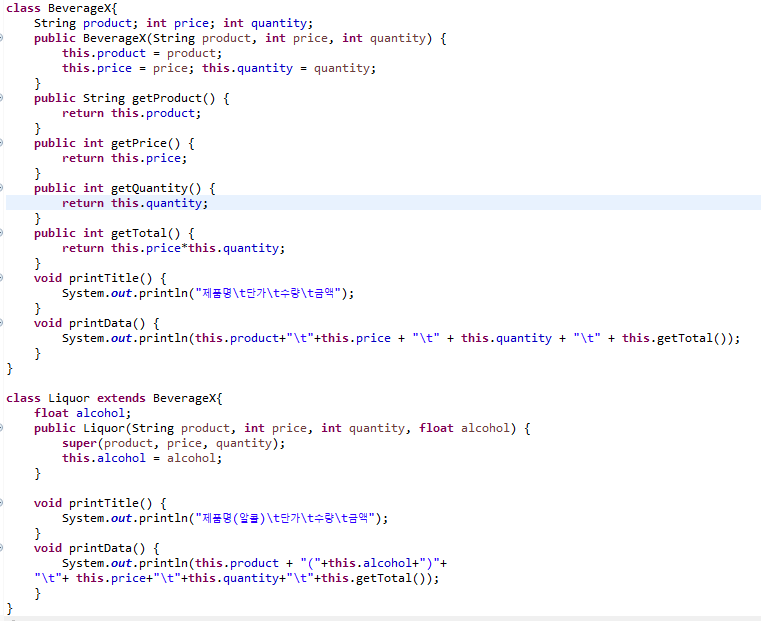 class BeverageX{
    String product; int price; int quantity;
    public BeverageX(String product, int price, int quantity) {
        this.product = product;
        this.price = price; this.quantity = quantity;
    }
    public String getProduct() {
        return this.product;
    }
    public int getPrice() {
        return this.price;
    }
    public int getQuantity() {
        return this.quantity;
    }
    public int getTotal() {
        return this.price*this.quantity;
    }
    void printTitle() {
        System.out.println("제품명\t단가\t수량\t금액");
    }
    void printData() {
        System.out.println(this.product+"\t"+this.price + "\t" + this.quantity + "\t" + this.getTotal());
    }
}
class Liquor extends BeverageX{
    float alcohol;
    public Liquor(String product, int price, int quantity, float alcohol) {
        super(product, price, quantity);
        this.alcohol = alcohol;
    }
    void printTitle() {
        System.out.println("제품명(알콜)\t단가\t수량\t금액");
    }
    void printData() {
        System.out.println(this.product + "("+this.alcohol+")"+
    "\t"+ this.price+"\t"+this.quantity+"\t"+this.getTotal());
    }
}